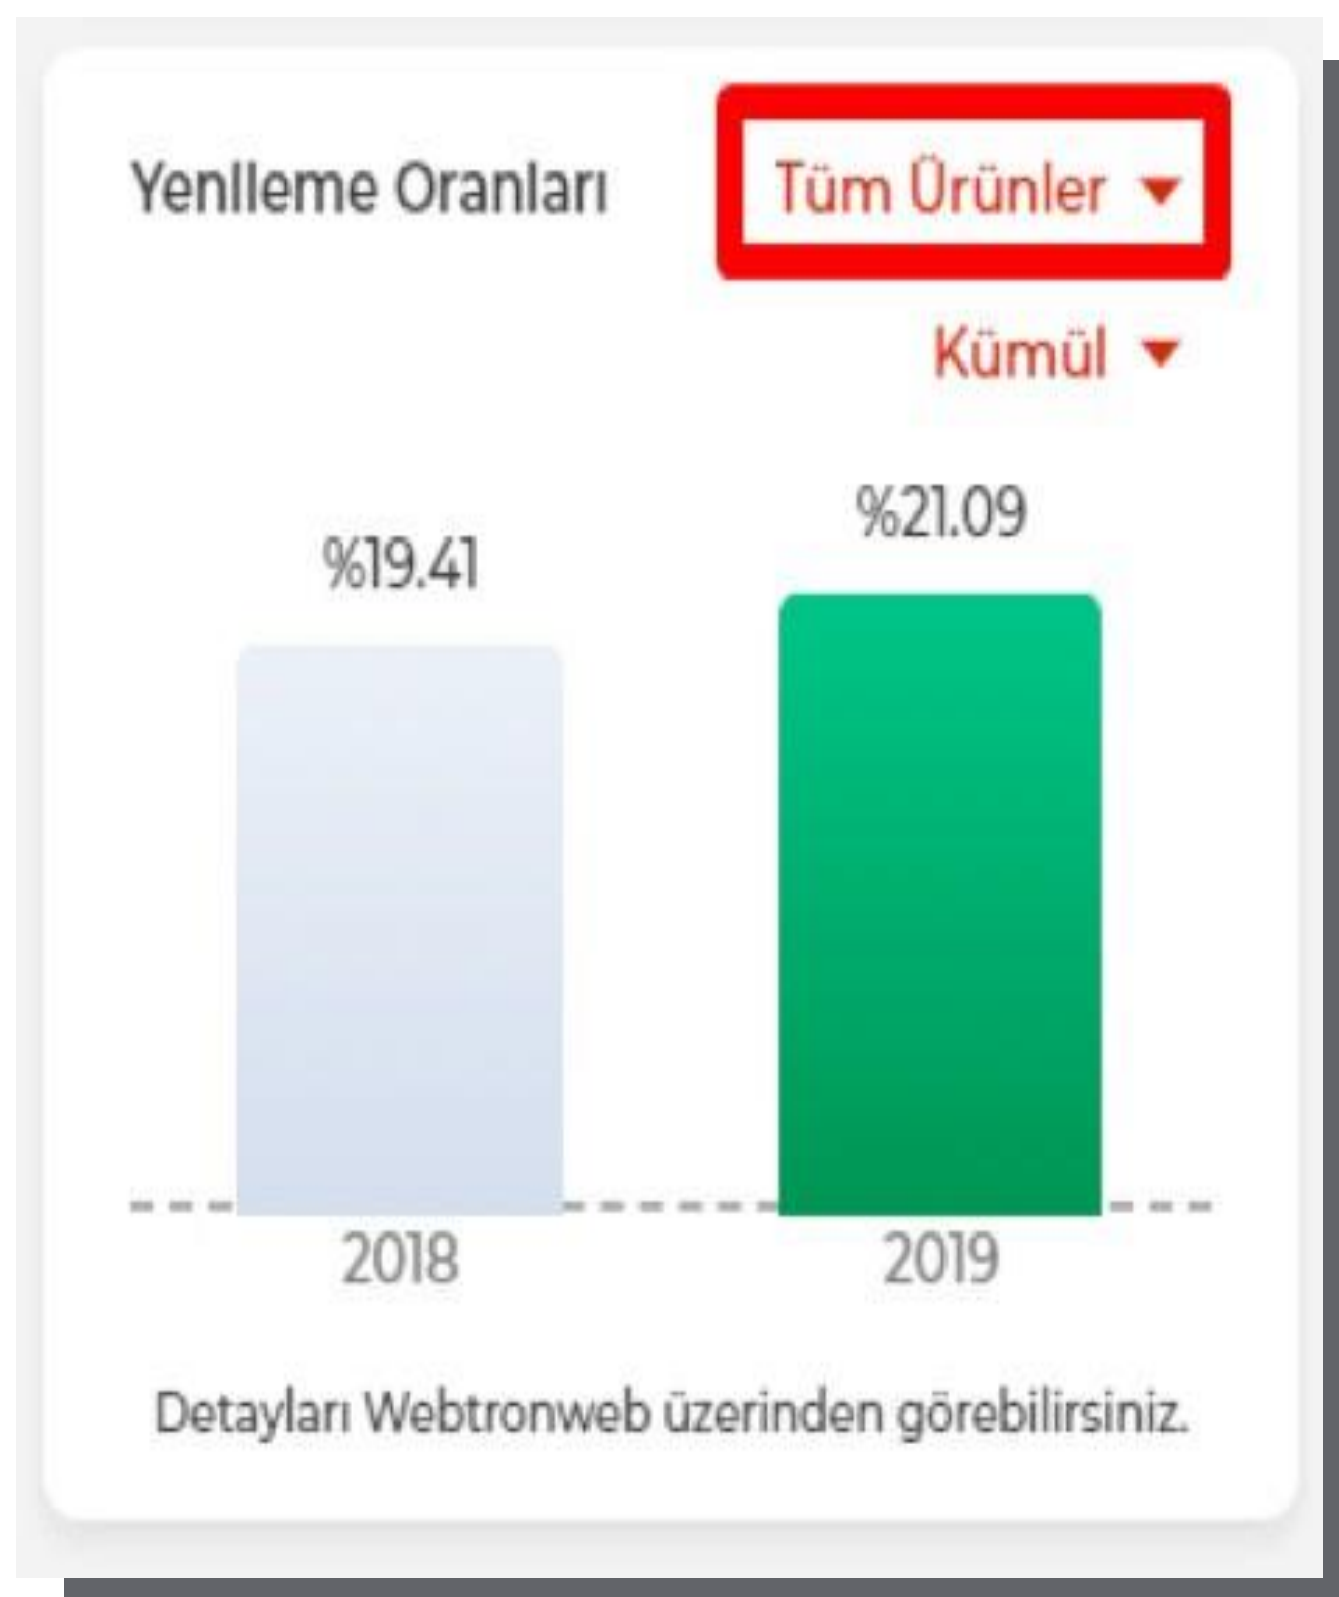 Yenileme Oranları
Tüm Ürünler
Kümül
%19.41
%21.09
2018
2019
Detayları Webtronweb üzerinden görebilirsiniz.